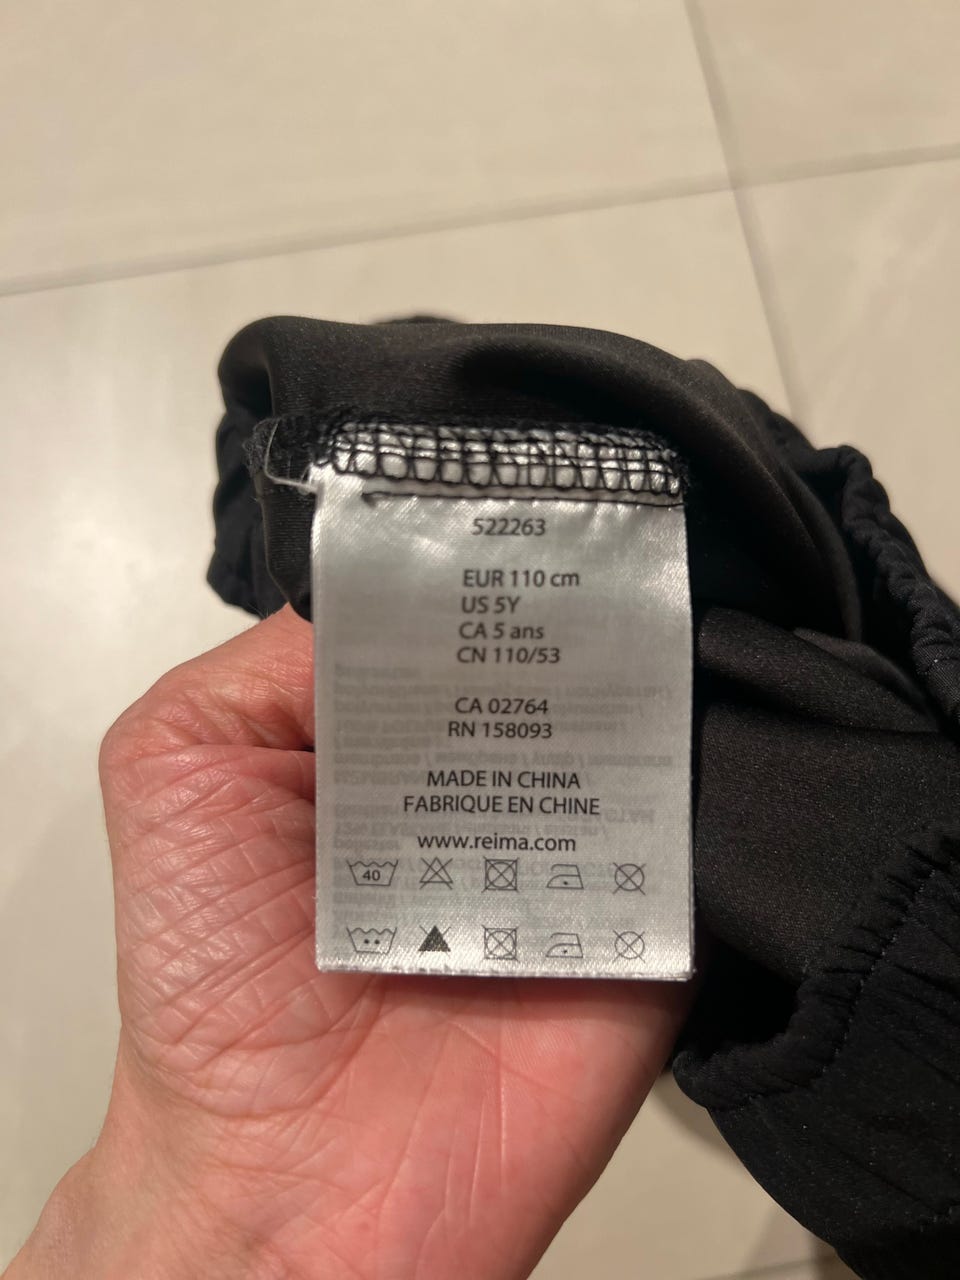 522263
EUR 110 cm
US 5Y
CA 5 ans
CN 110/53
CA 02764
RN 158093
MADE IN CHINA
FABRIQUE EN CHINE
www.reima.com
40